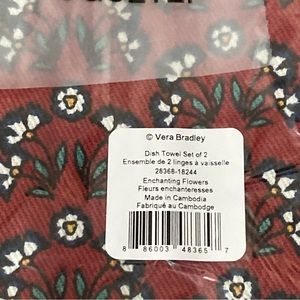 © Vera Bradley
Dish Towel Set of 2
Ensemble de 2 linges à vaisselle
28368-18244
Enchanting Flowers
Fleurs enchanteresses
Made in Cambodia
Fabriqué au Cambodge
8 86003 48365 7